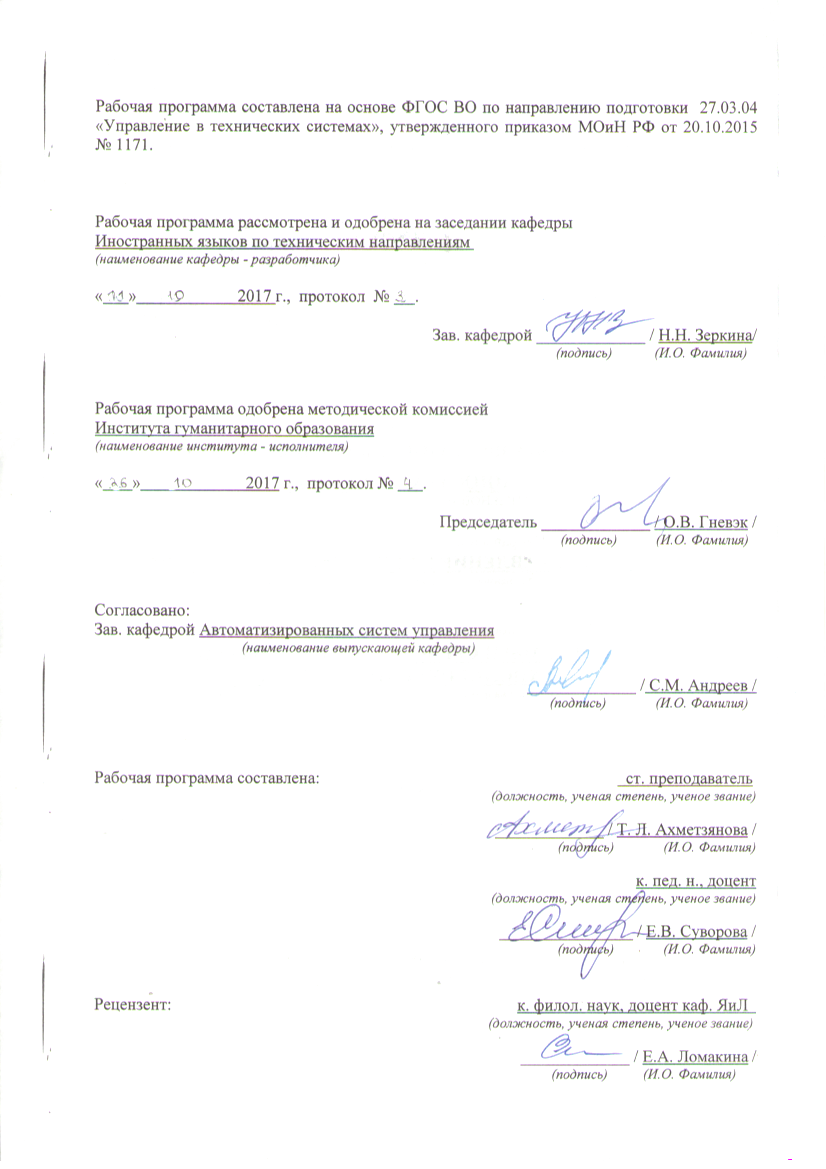 Рабочая программа составлена на основе ФГОС ВО по направлению подготовки 27.03.04
«Управление в технических системах», утвержденного приказом МОиН РФ от 20.10.2015
№ 1171.
Рабочая программа рассмотрена и одобрена на заседании кафедры
Иностранных языков по техническим направлениям
(наименование кафедры - разработчика)
«11» 10 2017 г., протокол № 3.
Зав. кафедрой / Н.Н. Зеркина/
(подпись) (И.О. Фамилия)
Рабочая программа одобрена методической комиссией
Института гуманитарного образования
(наименование института - исполнителя)
«26» 10 2017 г., протокол № 4.
Председатель / О.В. Гневэк /
(подпись) (И.О. Фамилия)
Согласовано:
Зав. кафедрой Автоматизированных систем управления
(наименование выпускающей кафедры)
/ С.М. Андреев /
(подпись) (И.О. Фамилия)
Рабочая программа составлена: ст. преподаватель
(должность, ученая степень, ученое звание)
/ Т. Л. Ахметзянова /
(подпись) (И.О. Фамилия)
к. пед. н., доцент
(должность, ученая степень, ученое звание)
/ Е.В. Суворова /
(подпись) (И.О. Фамилия)
Рецензент: к. филол. наук, доцент каф. ЯиЛ
(должность, ученая степень, ученое звание)
/ Е.А. Ломакина /
(подпись) (И.О. Фамилия)